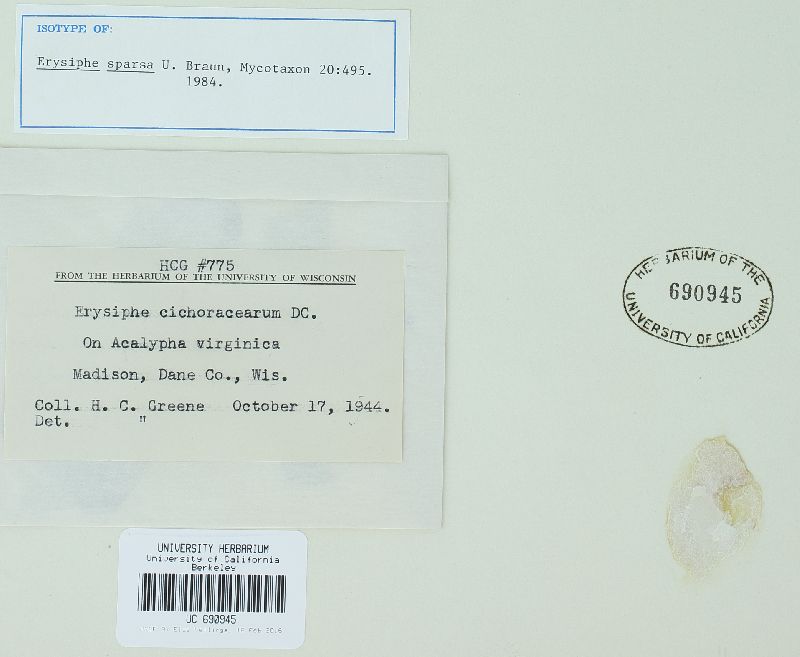 ISOTYPE OF:
Erysiphe sparsa U. Braun, Mycotaxon 20:495.
1984.
HCG #775
FROM THE HERBARIUM OF THE UNIVERSITY OF WISCONSIN
Erysiphe cichoracearum DC.
On Acalypha virginica
Madison, Dane Co., Wis.
Coll. H. C. Greene October 17, 1944.
Det. "
HERBARIUM OF THE
690945
UNIVERSITY OF CALIFORNIA
UNIVERSITY HERBARIUM
University of California
Berkeley
UC 690945